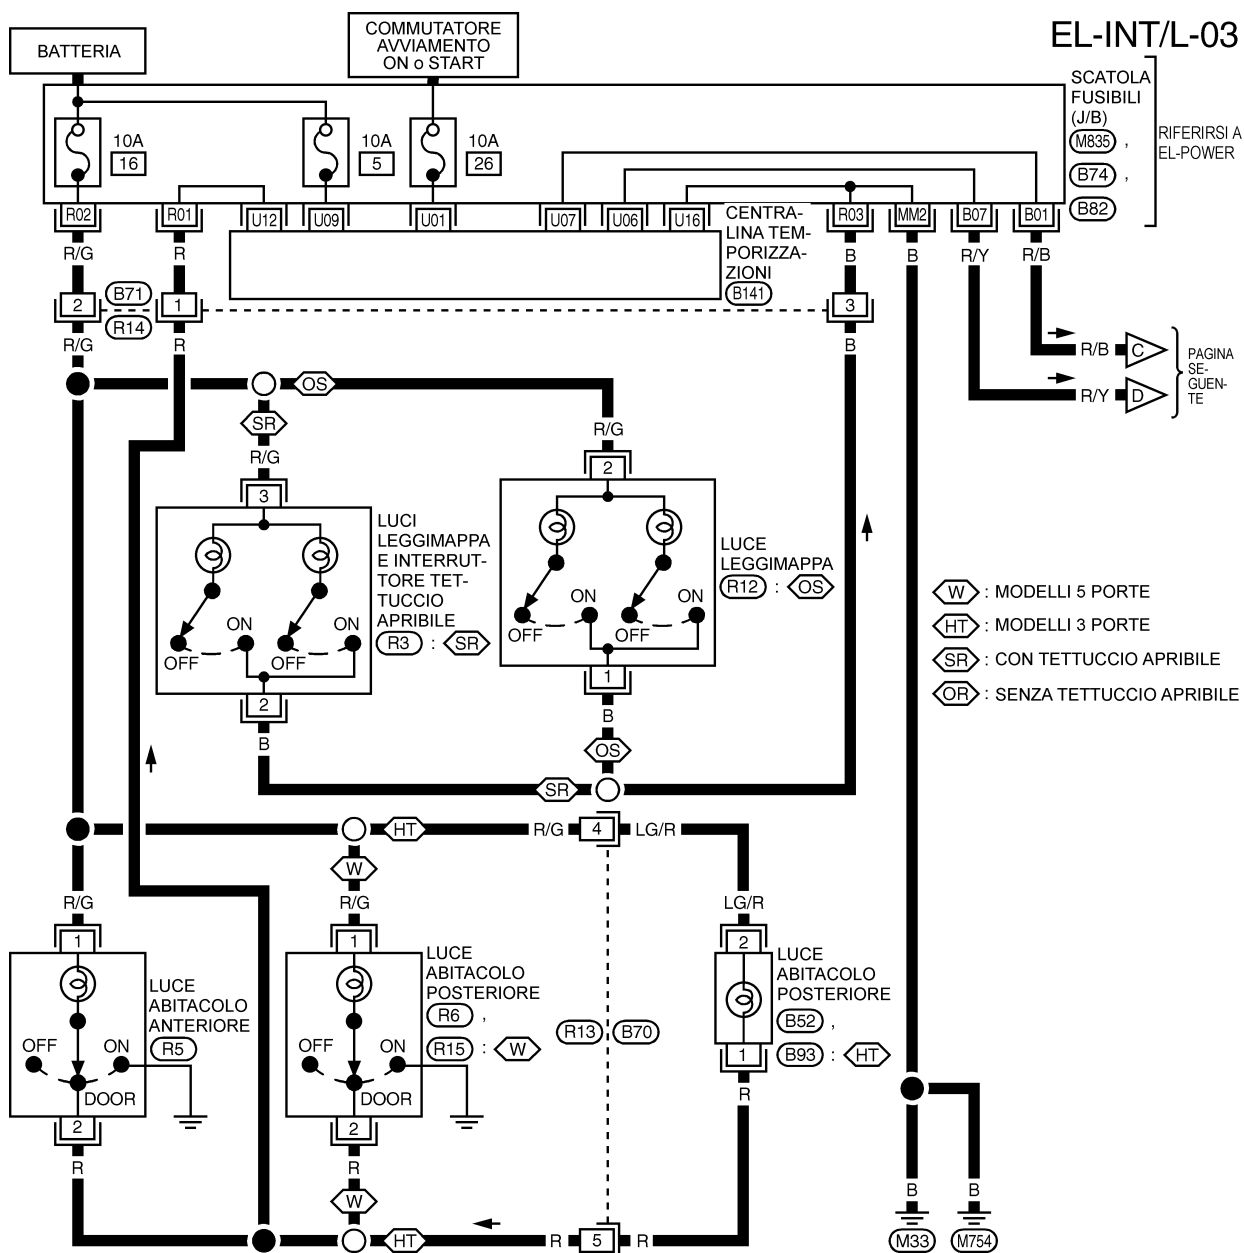 EL-INT/L-03
BATTERIA
COMMUTATORE
AVVIAMENTO
ON o START
SCATOLA
FUSIBILI
(J/B)
M835 ,
B74 ,
B82
RIFERIRSI A
EL-POWER
10A
16
10A
5
10A
26
R02
R01
U12
U09
U01
U07
U06
U16
R03
MM2
B07
B01
CENTRA-
LINA TEM-
PORIZZA-
ZIONI
B141
R/G
R
B
B
R/Y
R/B
2
B71
R14
1
3
R/G
R
B
R/B
C
R/Y
D
PAGINA
SE-
GUEN-
TE
OS
SR
R/G
R/G
3
2
LUCI
LEGGIMAPPA
E INTERRUT-
TORE TET-
TUCCIO
APRIBILE
R3 : SR
LUCE
LEGGIMAPPA
R12 : OS
ON
OFF
ON
OFF
ON
OFF
ON
OFF
2
1
B
B
OS
SR
W : MODELLI 5 PORTE
HT : MODELLI 3 PORTE
SR : CON TETTUCCIO APRIBILE
OR : SENZA TETTUCCIO APRIBILE
HT
R/G
4
LG/R
W
R/G
R/G
LG/R
1
1
2
LUCE
ABITACOLO
ANTERIORE
R5
LUCE
ABITACOLO
POSTERIORE
R6 ,
R15 : W
R13
B70
LUCE
ABITACOLO
POSTERIORE
B52 ,
B93 : HT
OFF
ON
DOOR
OFF
ON
DOOR
1
2
2
R
R
R
W
HT
R
5
R
B
B
M33
M754